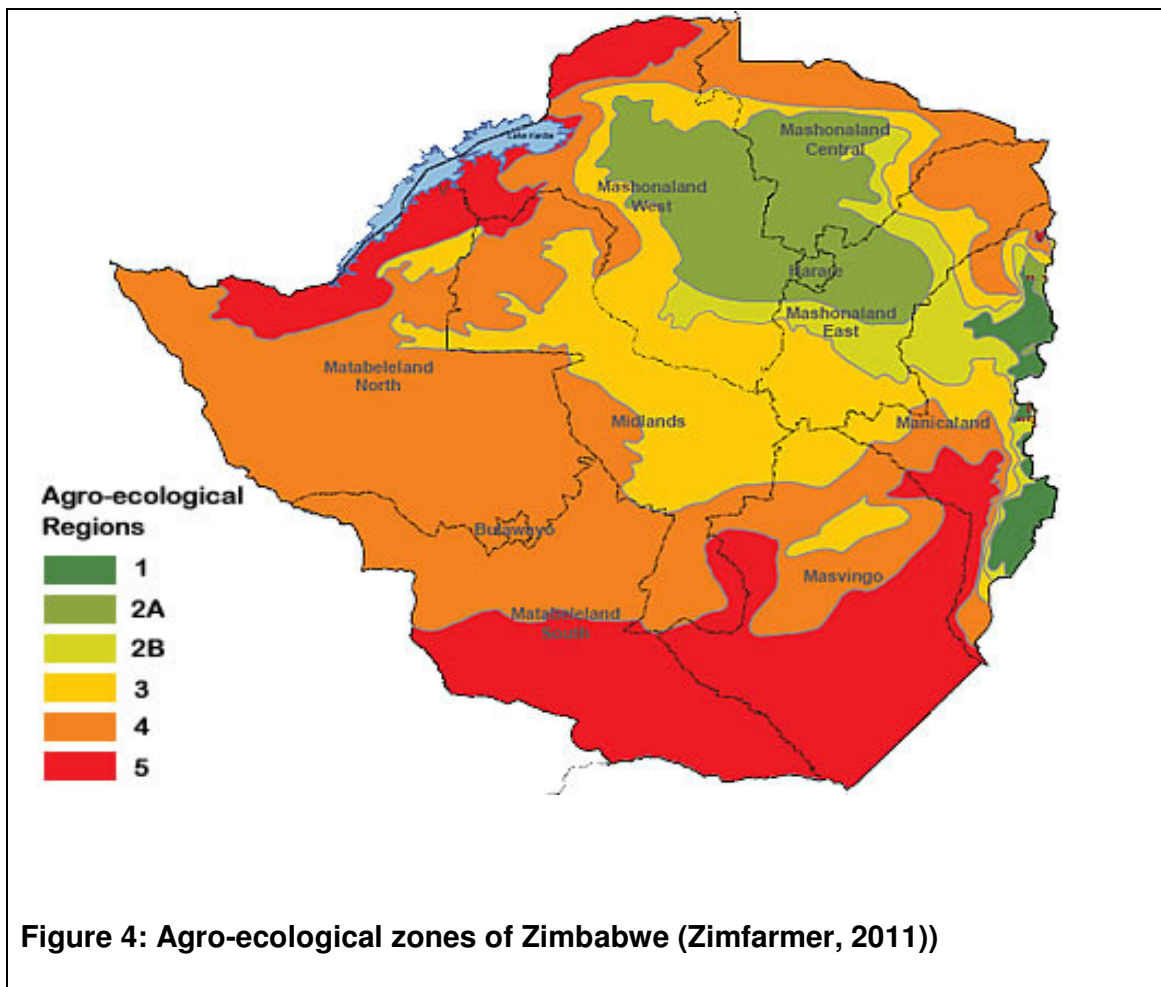 Lake Kariba
Mashonaland
Central
Mashonaland
West
Harare
Mashonaland
East
Matabeleland
North
Midlands
Manicaland
Agro-ecological
Regions
1
2A
2B
3
4
5
Bulawayo
Masvingo
Matabeleland
South
Figure 4: Agro-ecological zones of Zimbabwe (Zimfarmer, 2011))